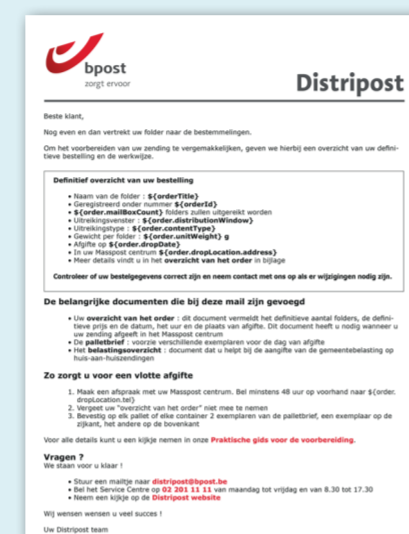 bpost
zorgt ervoor
Distripost
Beste klant,
Nog even en dan vertrekt uw folder naar de bestemmelingen.
Om het voorbereiden van uw zending te vergemakkelijken, geven we hierbij een overzicht van uw defini-
tieve bestelling en de werkwijze.
Definitief overzicht van uw bestelling
• Naam van de folder : ${orderTitle}
• Geregistreerd onder nummer ${orderId}
• ${order.mailBoxCount} folders zullen uitgereikt worden
• Uitreikingsvenster : ${order.distributionWindow}
• Uitreikingstype : ${order.contentType}
• Gewicht per folder : ${order.unitWeight} g
• Afgifte op ${order.dropDate}
• In uw Masspost centrum ${order.dropLocation.address}
• Meer details vindt u in het overzicht van het order in bijlage
Controleer of uw bestelgegevens correct zijn en neem contact met ons op als er wijzigingen nodig zijn.
De belangrijke documenten die bij deze mail zijn gevoegd
• Uw overzicht van het order : dit document vermeldt het definitieve aantal folders, de defini-
tieve prijs en de datum, het uur en de plaats van afgifte. Dit document heeft u nodig wanneer u
uw zending afgeeft in het Masspost centrum
• De palletbrief : voorzie verschillende exemplaren voor de dag van afgifte
• Het belastingsoverzicht : document dat u helpt bij de aangifte van de gemeentebelasting op
huis-aan-huiszendingen
Zo zorgt u voor een vlotte afgifte
1. Maak een afspraak met uw Masspost centrum. Bel minstens 48 uur op voorhand naar ${order.
dropLocation.tel}
2. Vergeet uw "overzicht van het order" niet mee te nemen
3. Bevestig op elk pallet of elke container 2 exemplaren van de palletbrief, een exemplaar op de
zijkant, het andere op de bovenkant
Voor alle details kunt u een kijkje nemen in onze Praktische gids voor de voorbereiding.
Vragen ?
We staan voor u klaar !
• Stuur een mailtje naar distripost@bpost.be
• Bel het Service Centre op 02 201 11 11 van maandag tot vrijdag en van 8.30 tot 17.30
• Neem een kijkje op de Distripost website
Wij wensen wensen u veel succes !
Uw Distripost team